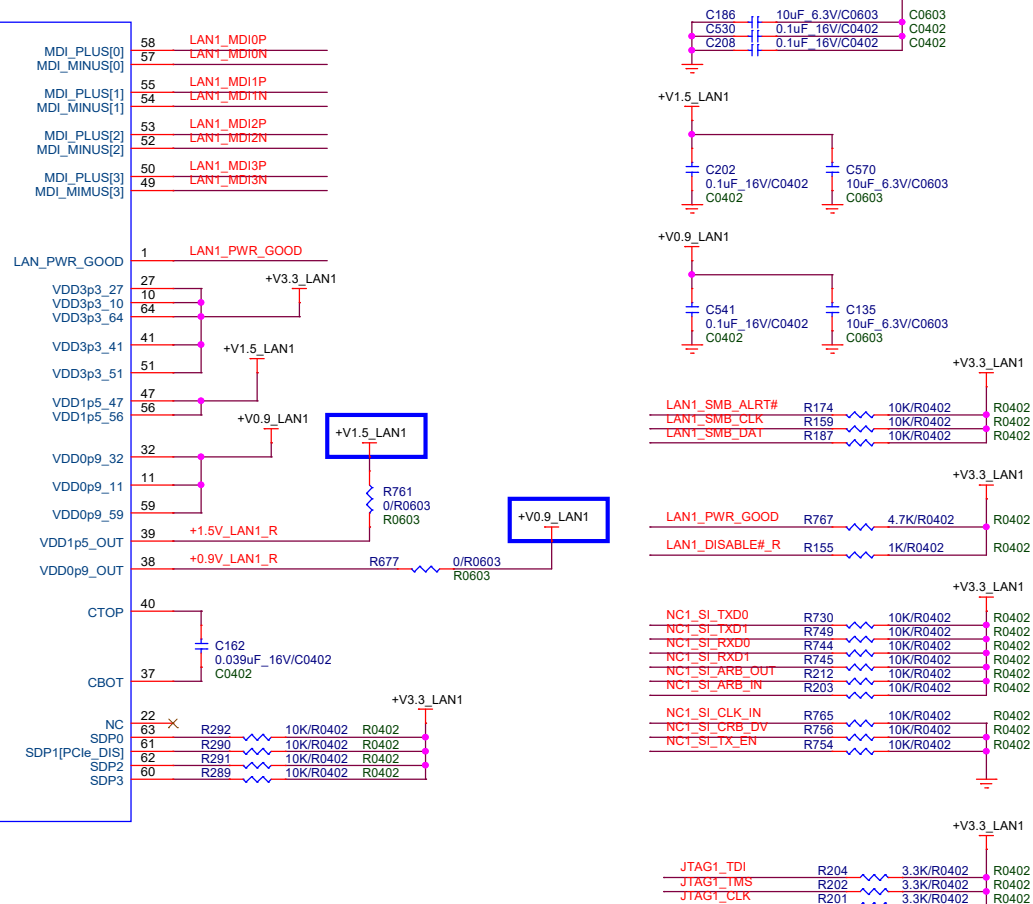 C186 10uF_6.3V/C0603 C0603
C530 0.1uF_16V/C0402 C0402
C208 0.1uF_16V/C0402 C0402
MDI_PLUS[0] 58 LAN1_MDI0P
MDI_MINUS[0] 57 LAN1_MDI0N
MDI_PLUS[1] 55 LAN1_MDI1P
MDI_MINUS[1] 54 LAN1_MDI1N
MDI_PLUS[2] 53 LAN1_MDI2P
MDI_MINUS[2] 52 LAN1_MDI2N
MDI_PLUS[3] 50 LAN1_MDI3P
MDI_MIMUS[3] 49 LAN1_MDI3N
LAN_PWR_GOOD 1 LAN1_PWR_GOOD
+V3.3_LAN1
VDD3p3_27 27
VDD3p3_10 10
VDD3p3_64 64
VDD3p3_41 41
VDD3p3_51 51
+V1.5_LAN1
VDD1p5_47 47
VDD1p5_56 56
+V0.9_LAN1
VDD0p9_32 32
VDD0p9_11 11
VDD0p9_59 59
+V1.5_LAN1
R761
0/R0603
R0603
VDD1p5_OUT 39 +1.5V_LAN1_R
+V0.9_LAN1
VDD0p9_OUT 38 +0.9V_LAN1_R R677 0/R0603
R0603
CTOP 40
C162
0.039uF_16V/C0402
C0402
CBOT 37
+V3.3_LAN1
NC 22
SDP0 63 R292 10K/R0402 R0402
SDP1[PCIe_DIS] 61 R290 10K/R0402 R0402
SDP2 62 R291 10K/R0402 R0402
SDP3 60 R289 10K/R0402 R0402
+V1.5_LAN1
C202
0.1uF_16V/C0402
C0402
C570
10uF_6.3V/C0603
C0603
+V0.9_LAN1
C541
0.1uF_16V/C0402
C0402
C135
10uF_6.3V/C0603
C0603
+V3.3_LAN1
LAN1_SMB_ALRT# R174 10K/R0402 R0402
LAN1_SMB_CLK R159 10K/R0402 R0402
LAN1_SMB_DAT R187 10K/R0402 R0402
+V3.3_LAN1
LAN1_PWR_GOOD R767 4.7K/R0402 R0402
LAN1_DISABLE#_R R155 1K/R0402 R0402
+V3.3_LAN1
NC1_SI_TXD0 R730 10K/R0402 R0402
NC1_SI_TXD1 R749 10K/R0402 R0402
NC1_SI_RXD0 R744 10K/R0402 R0402
NC1_SI_RXD1 R745 10K/R0402 R0402
NC1_SI_ARB_OUT R212 10K/R0402 R0402
NC1_SI_ARB_IN R203 10K/R0402 R0402
NC1_SI_CLK_IN R765 10K/R0402 R0402
NC1_SI_CRB_DV R756 10K/R0402 R0402
NC1_SI_TX_EN R754 10K/R0402 R0402
+V3.3_LAN1
JTAG1_TDI R204 3.3K/R0402 R0402
JTAG1_TMS R202 3.3K/R0402 R0402
JTAG1_CLK R201 3.3K/R0402 R0402